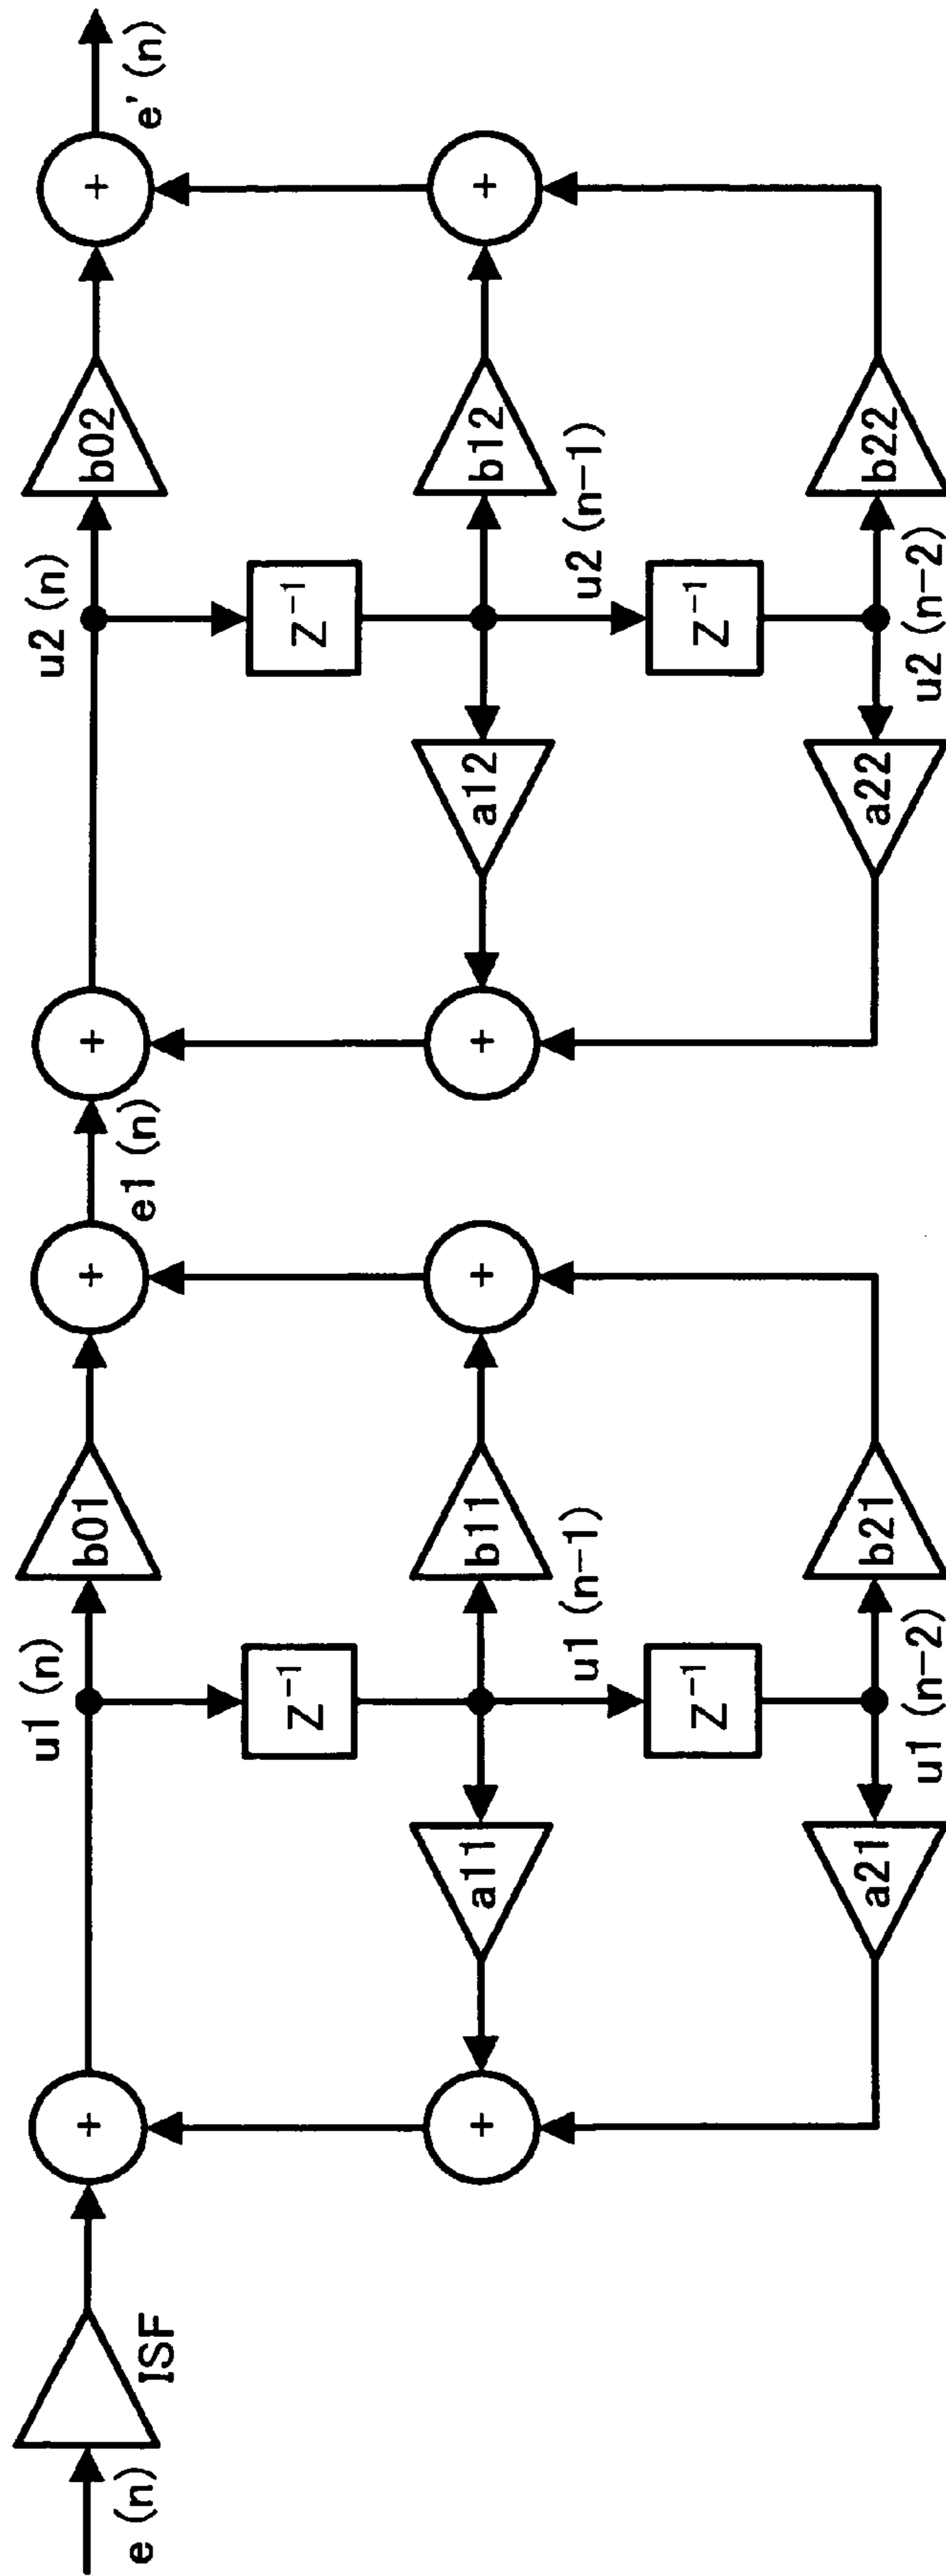 e (n)
ISF
+
u1 (n)
b01
+
e1 (n)
+
u2 (n)
b02
+
e' (n)
Z⁻¹
Z⁻¹
+
a11
b11
+
u1 (n-1)
+
a12
b12
+
u2 (n-1)
Z⁻¹
Z⁻¹
a21
b21
u1 (n-2)
a22
b22
u2 (n-2)